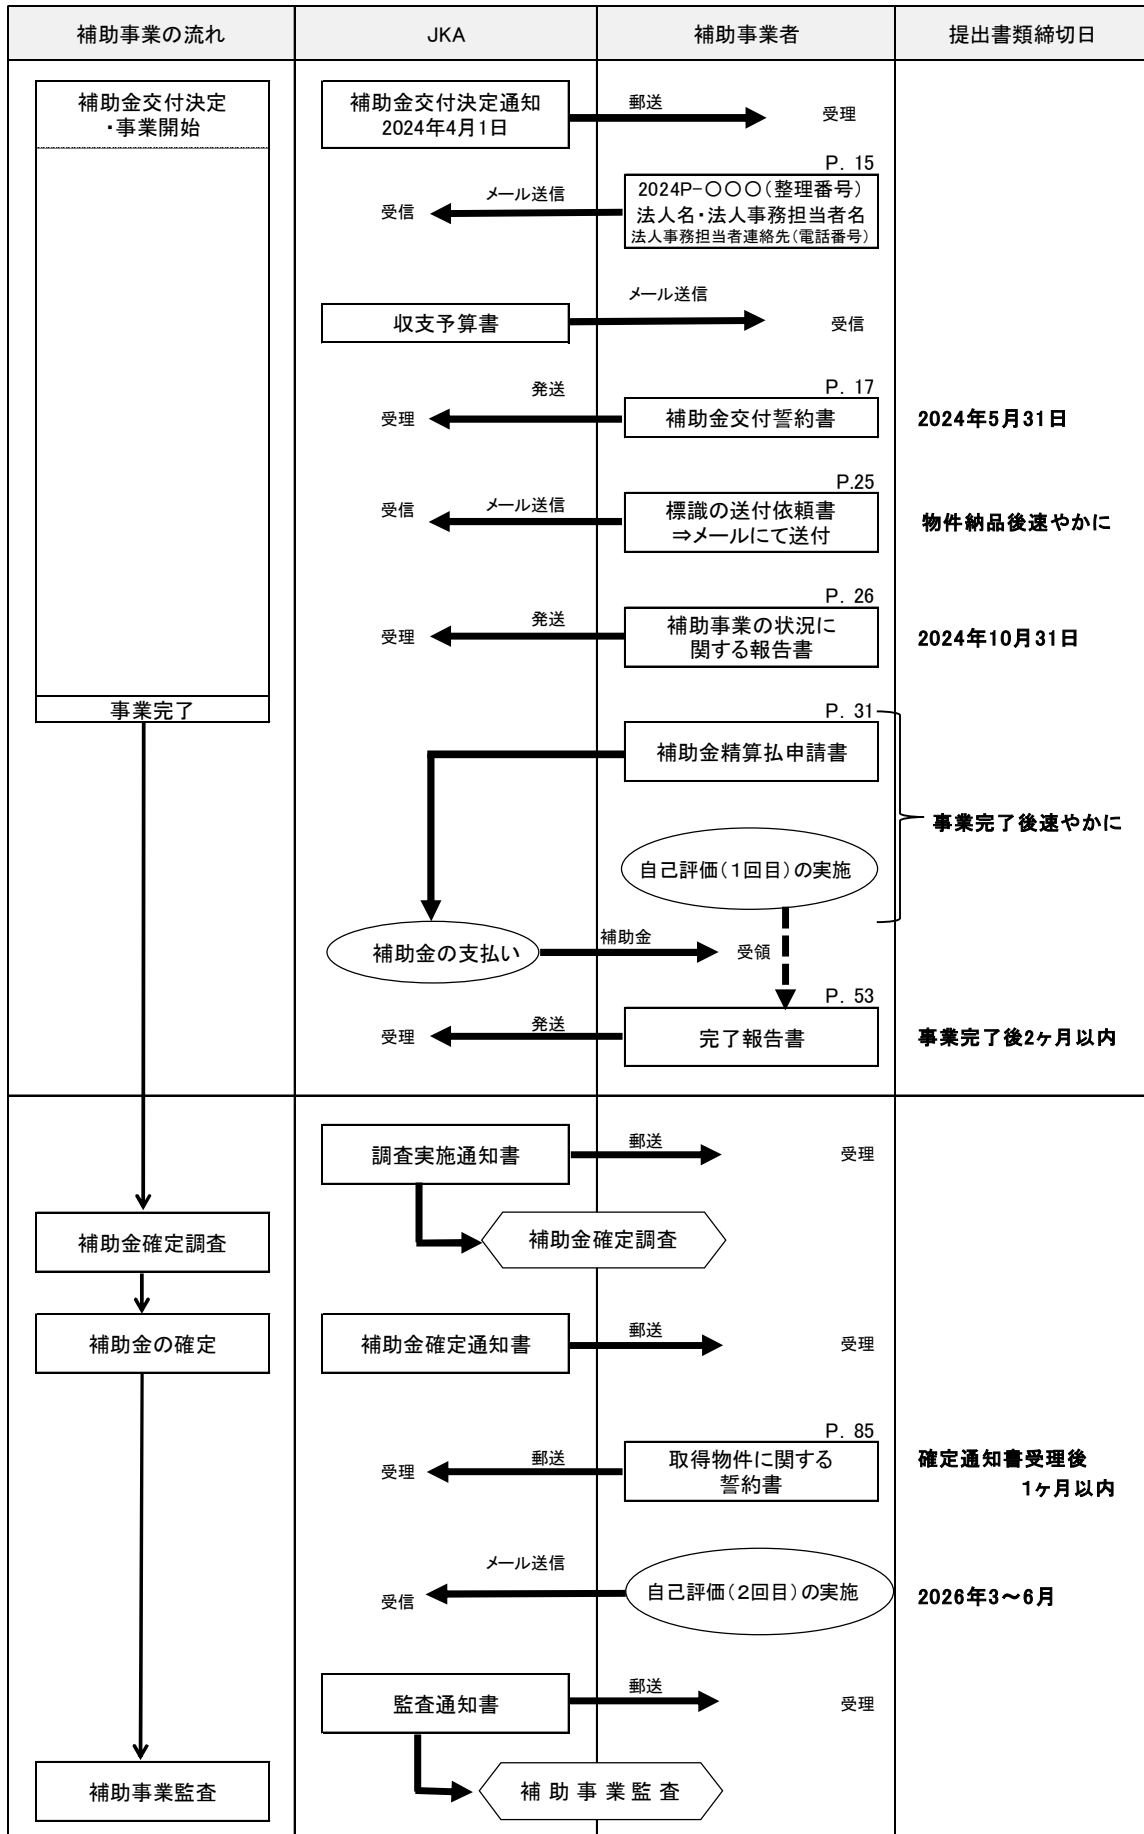 補助事業の流れ
JKA
補助事業者
提出書類締切日
補助金交付決定
・事業開始
補助金交付決定通知
2024年4月1日
郵送
受理
P. 15
2024P-〇〇〇(整理番号)
法人名・法人事務担当者名
法人事務担当者連絡先(電話番号)
メール送信
受信
収支予算書
メール送信
受信
P. 17
発送
受理
補助金交付誓約書
2024年5月31日
P.25
受信
メール送信
標識の送付依頼書
⇒メールにて送付
物件納品後速やかに
P. 26
発送
受理
補助事業の状況に
関する報告書
2024年10月31日
事業完了
P. 31
補助金精算払申請書
事業完了後速やかに
自己評価(1回目)の実施
補助金の支払い
補助金
受領
P. 53
発送
受理
完了報告書
事業完了後2ヶ月以内
調査実施通知書
郵送
受理
補助金確定調査
補助金確定調査
補助金の確定
補助金確定通知書
郵送
受理
P. 85
郵送
受理
取得物件に関する
誓約書
確定通知書受理後
1ヶ月以内
メール送信
受信
自己評価(2回目)の実施
2026年3～6月
監査通知書
郵送
受理
補助事業監査
補 助 事 業 監 査